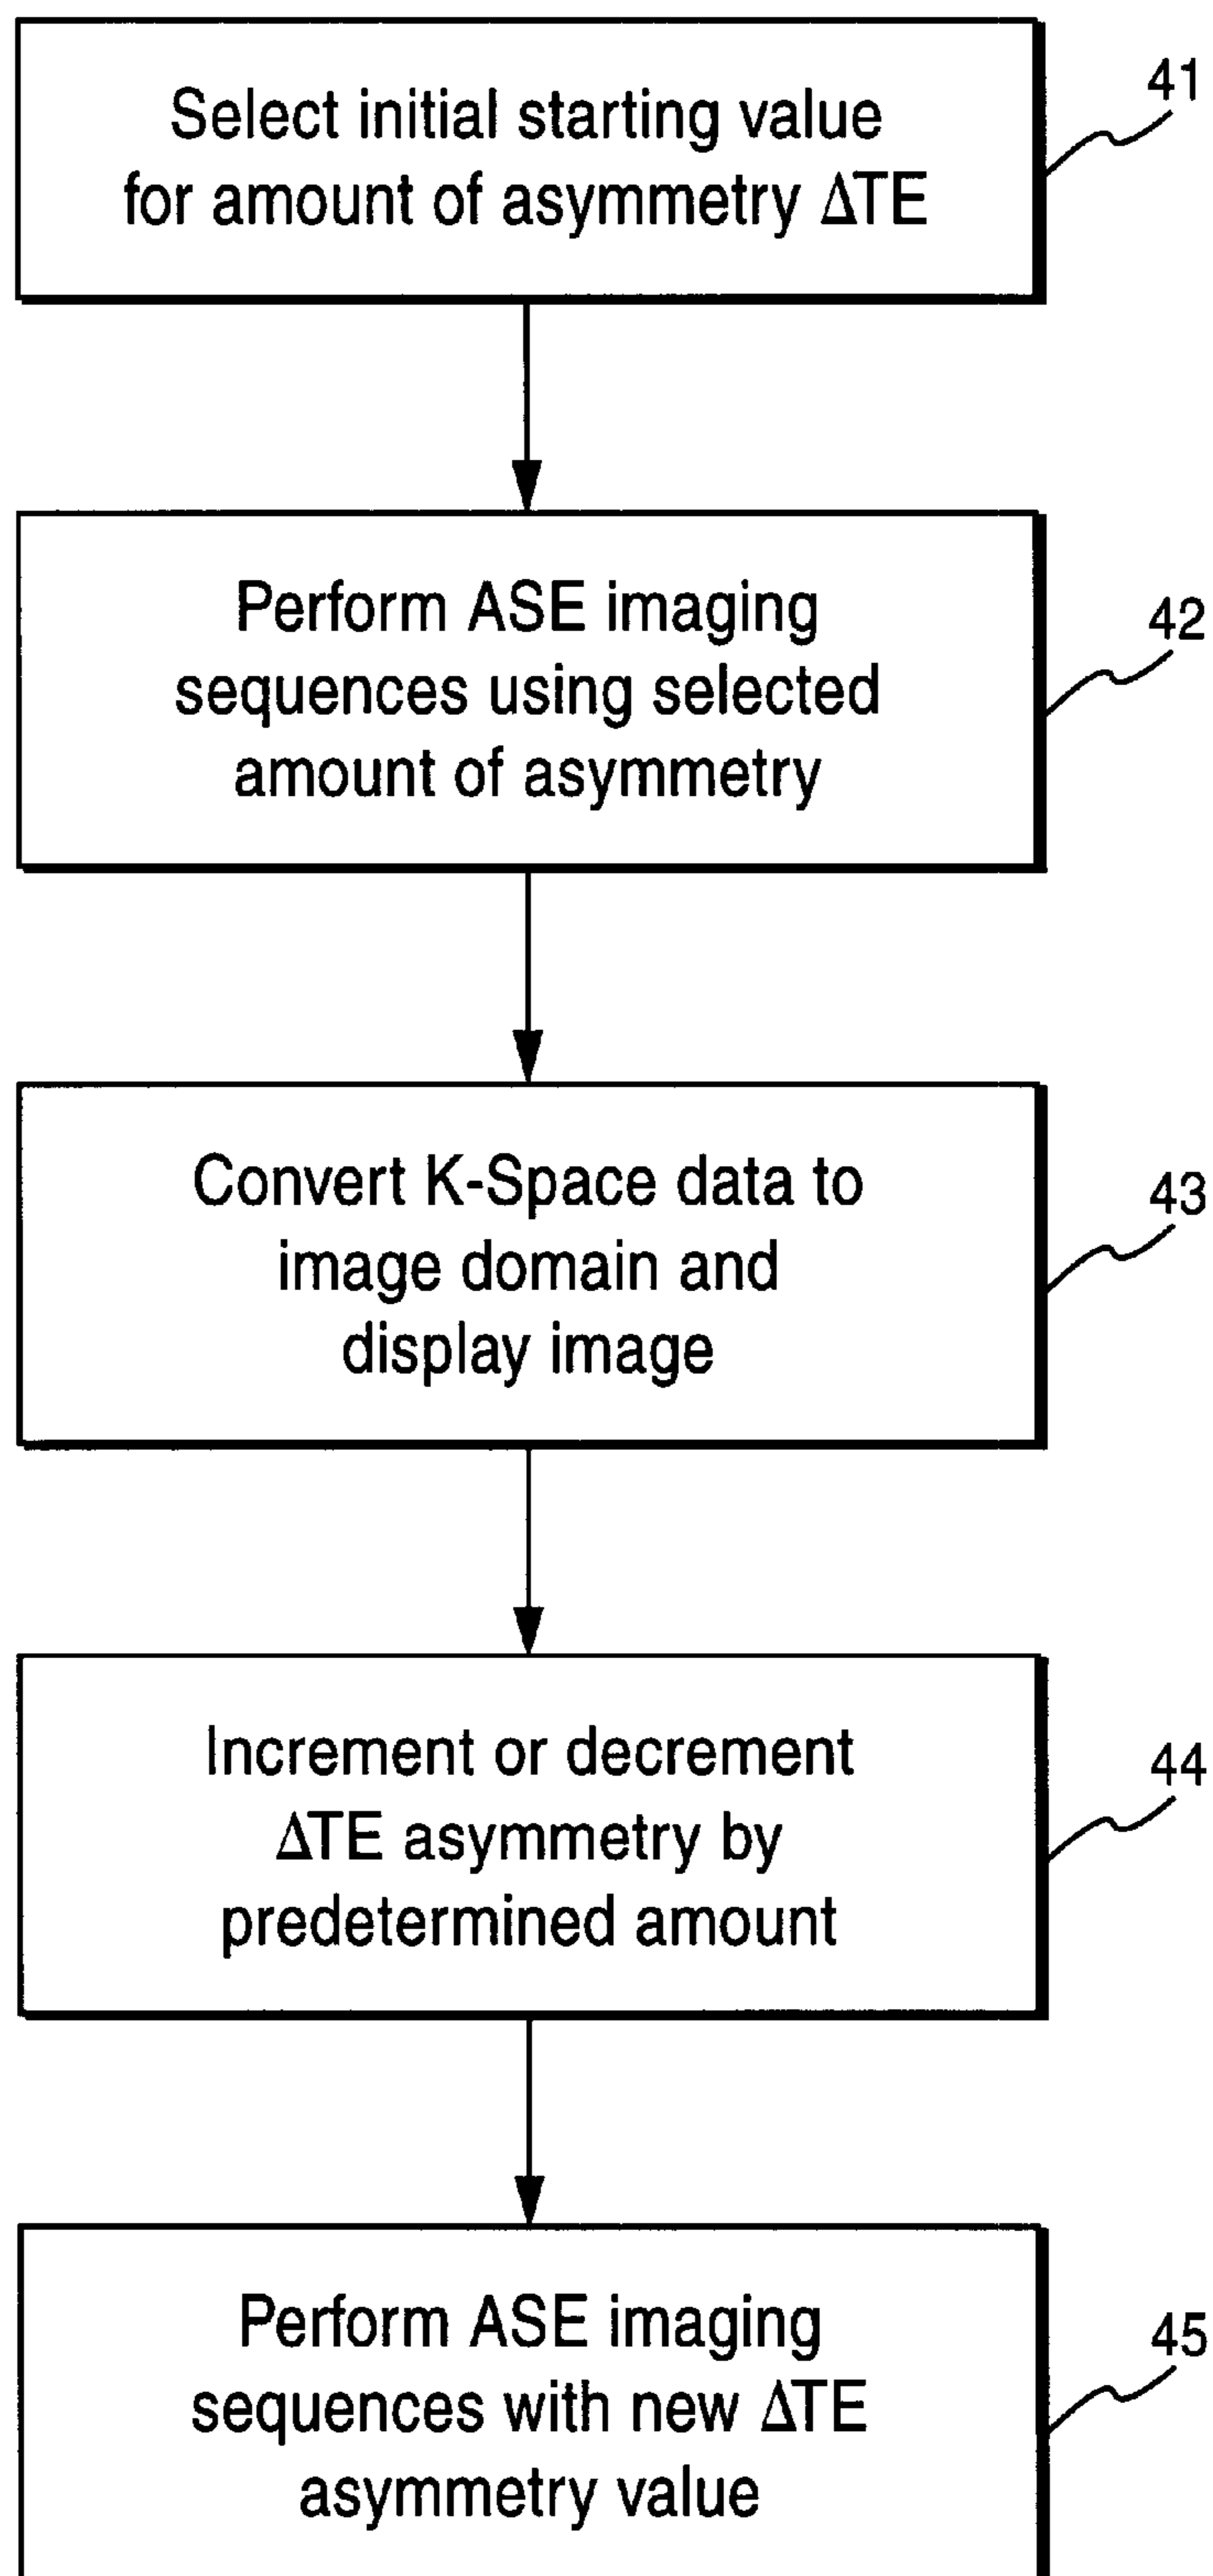 Select initial starting value
for amount of asymmetry ΔTE
41
Perform ASE imaging
sequences using selected
amount of asymmetry
42
Convert K-Space data to
image domain and
display image
43
Increment or decrement
ΔTE asymmetry by
predetermined amount
44
Perform ASE imaging
sequences with new ΔTE
asymmetry value
45